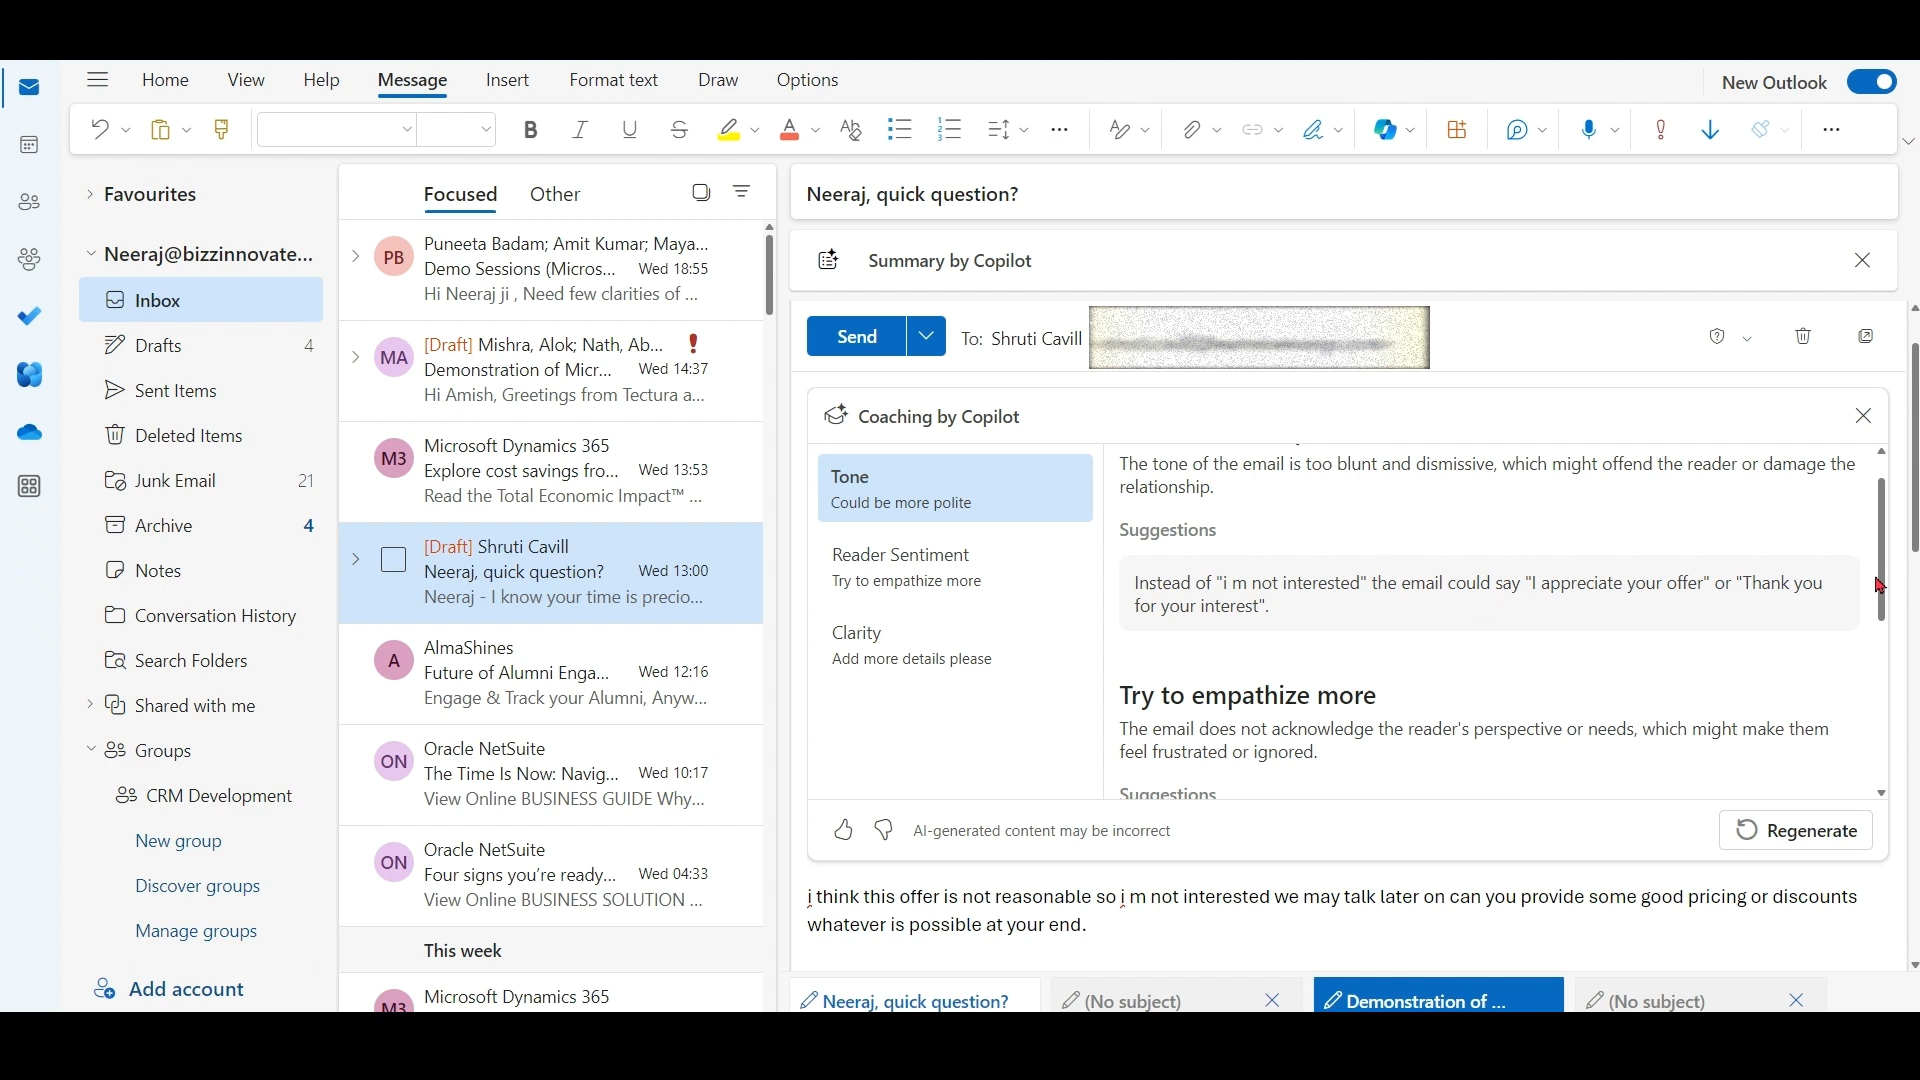 Home View Help Message Insert Format text Draw Options New Outlook
Favourites
Neeraj@bizzinnovate...
Inbox
Drafts 4
Sent Items
Deleted Items
Junk Email 21
Archive 4
Notes
Conversation History
Search Folders
Shared with me
Groups
CRM Development
New group
Discover groups
Manage groups
Add account
Focused Other
PB
Puneeta Badam; Amit Kumar; Maya...
Demo Sessions (Micros... Wed 18:55
Hi Neeraj ji , Need few clarities of ...
MA
[Draft] Mishra, Alok; Nath, Ab...
Demonstration of Micr... Wed 14:37
Hi Amish, Greetings from Tectura a...
M3
Microsoft Dynamics 365
Explore cost savings fro... Wed 13:53
Read the Total Economic Impact™ ...
[Draft] Shruti Cavill
Neeraj, quick question? Wed 13:00
Neeraj - I know your time is precio...
A
AlmaShines
Future of Alumni Enga... Wed 12:16
Engage & Track your Alumni, Anyw...
ON
Oracle NetSuite
The Time Is Now: Navig... Wed 10:17
View Online BUSINESS GUIDE Why...
ON
Oracle NetSuite
Four signs you're ready... Wed 04:33
View Online BUSINESS SOLUTION ...
This week
M3
Microsoft Dynamics 365
Neeraj, quick question?
Summary by Copilot
Send To: Shruti Cavill
Coaching by Copilot
Tone
Could be more polite
Reader Sentiment
Try to empathize more
Clarity
Add more details please
The tone of the email is too blunt and dismissive, which might offend the reader or damage the
relationship.
Suggestions
Instead of "i m not interested" the email could say "I appreciate your offer" or "Thank you
for your interest".
Try to empathize more
The email does not acknowledge the reader's perspective or needs, which might make them
feel frustrated or ignored.
Suggestions
AI-generated content may be incorrect
Regenerate
i think this offer is not reasonable so i m not interested we may talk later on can you provide some good pricing or discounts
whatever is possible at your end.
Neeraj, quick question? (No subject) Demonstration of ... (No subject)